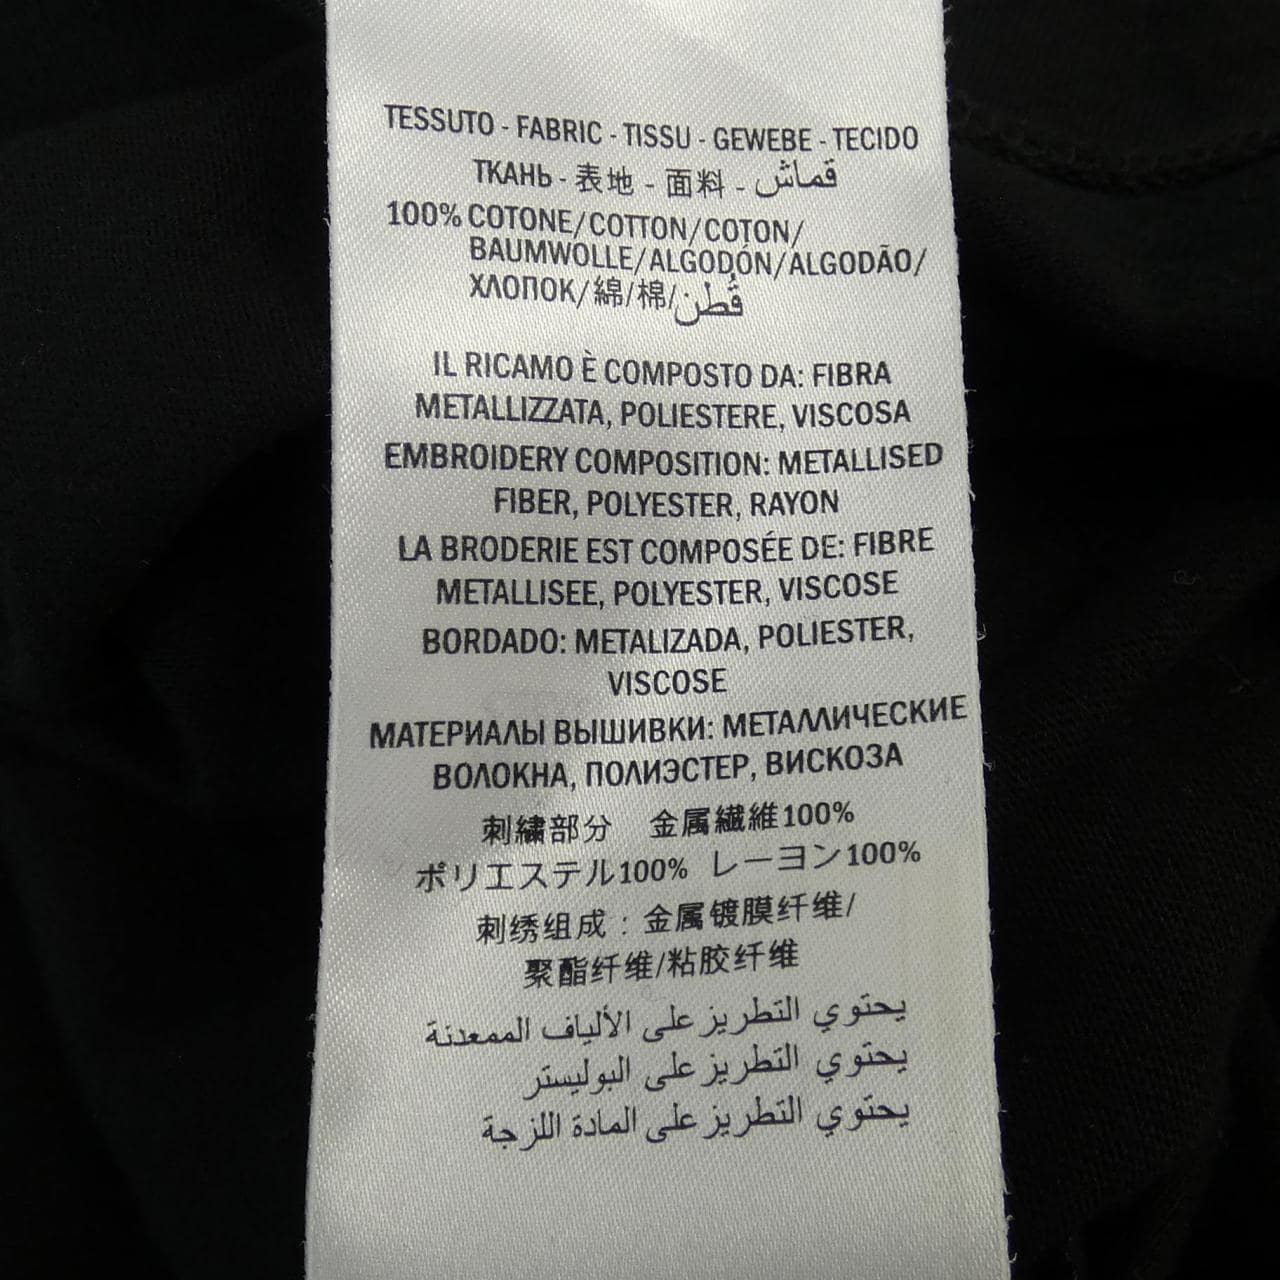 TESSUTO - FABRIC - TISSU - GEWEBE - TECIDO
ТКАНЬ - 表地 - 面料 - قماش
100% COTONE/COTTON/COTON/
BAUMWOLLE/ALGODÓN/ALGODÃO/
ХЛОПОК/綿/棉/قُطن
IL RICAMO È COMPOSTO DA: FIBRA
METALLIZZATA, POLIESTERE, VISCOSA
EMBROIDERY COMPOSITION: METALLISED
FIBER, POLYESTER, RAYON
LA BRODERIE EST COMPOSÉE DE: FIBRE
METALLISEE, POLYESTER, VISCOSE
BORDADO: METALIZADA, POLIESTER,
VISCOSE
МАТЕРИАЛЫ ВЫШИВКИ: МЕТАЛЛИЧЕСКИЕ
ВОЛОКНА, ПОЛИЭСТЕР, ВИСКОЗА
刺繍部分 金属繊維100%
ポリエステル100% レーヨン100%
刺绣组成：金属镀膜纤维/
聚酯纤维/粘胶纤维
يحتوي التطريز على الألياف الممعدنة
يحتوي التطريز على البوليستر
يحتوي التطريز على المادة اللزجة